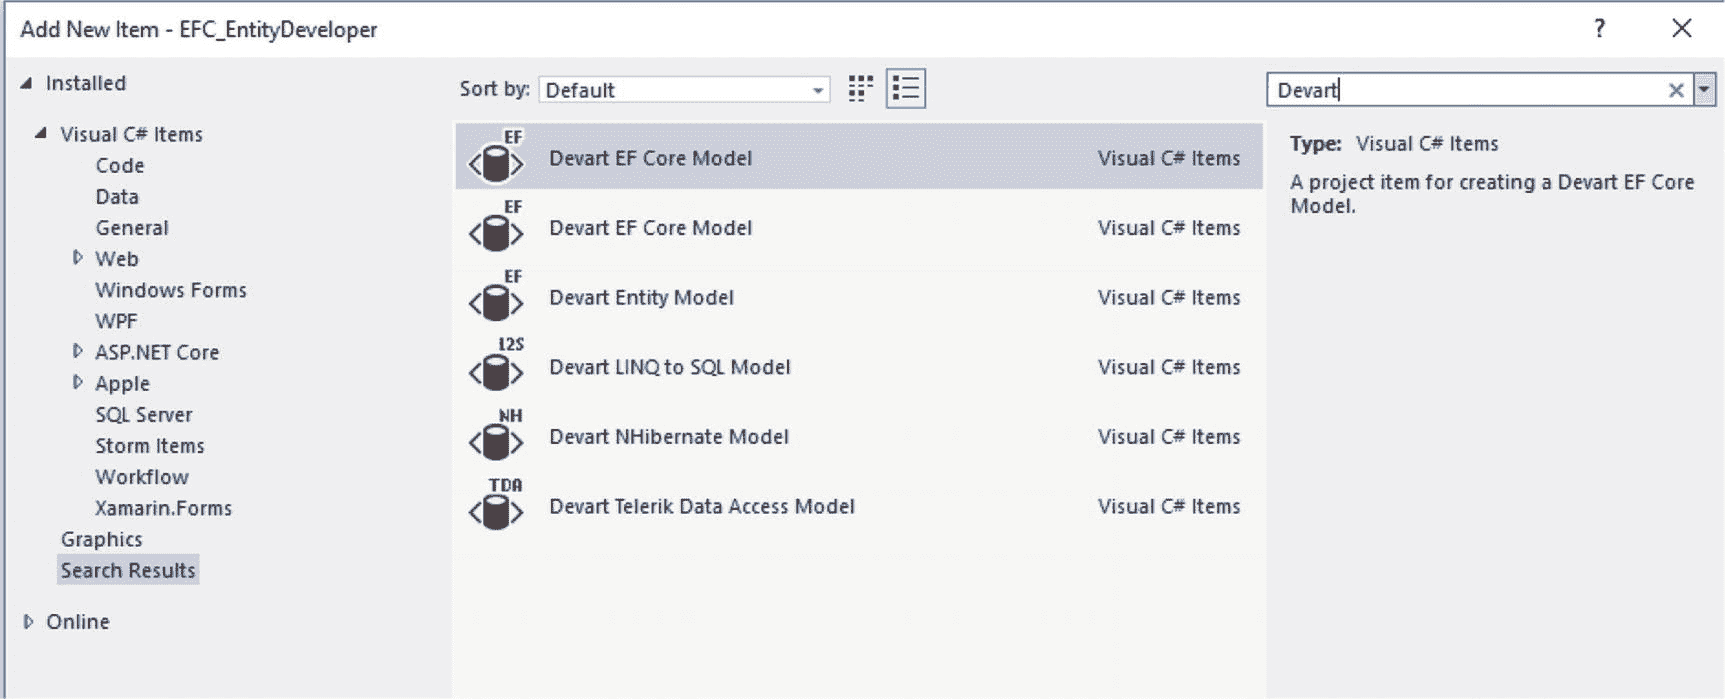 Add New Item - EFC_EntityDeveloper
?
Installed
Visual C# Items
Code
Data
General
Web
Windows Forms
WPF
ASP.NET Core
Apple
SQL Server
Storm Items
Workflow
Xamarin.Forms
Graphics
Search Results
Online
Sort by: Default
EF
Devart EF Core Model Visual C# Items
EF
Devart EF Core Model Visual C# Items
EF
Devart Entity Model Visual C# Items
L2S
Devart LINQ to SQL Model Visual C# Items
NH
Devart NHibernate Model Visual C# Items
TDA
Devart Telerik Data Access Model Visual C# Items
Devart
Type: Visual C# Items
A project item for creating a Devart EF Core
Model.